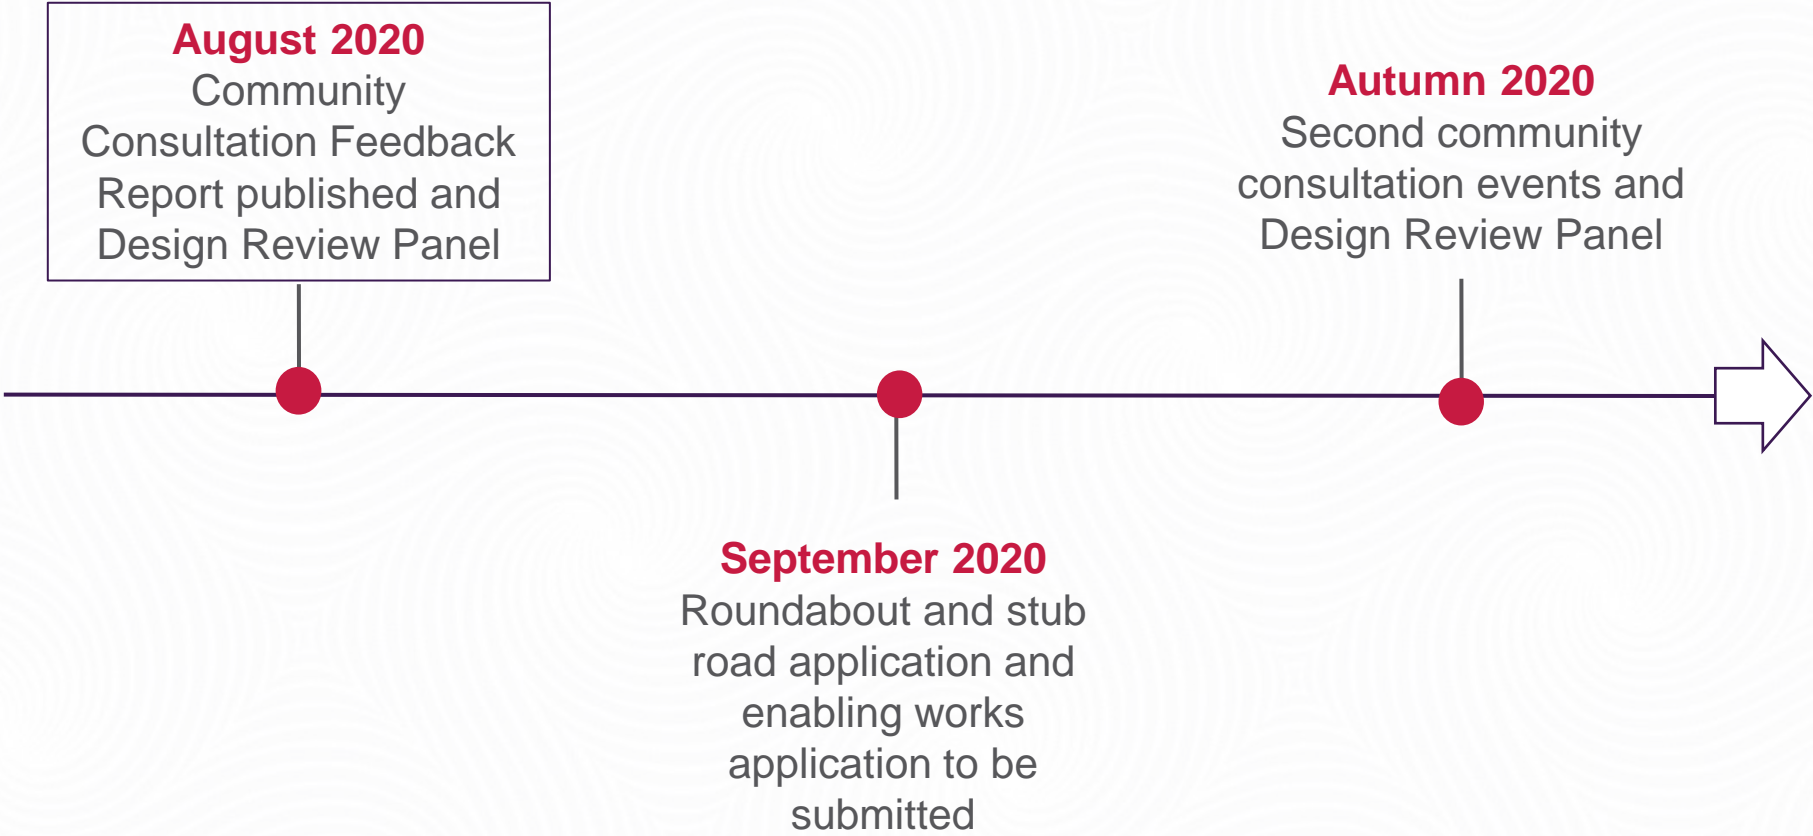 August 2020
Community
Consultation Feedback
Report published and
Design Review Panel
September 2020
Roundabout and stub
road application and
enabling works
application to be
submitted
Autumn 2020
Second community
consultation events and
Design Review Panel